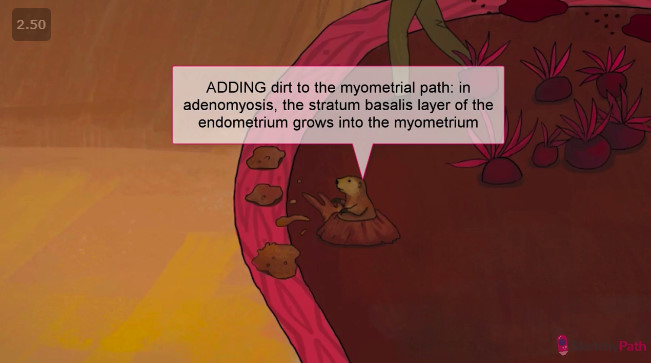 2.50
ADDING dirt to the myometrial path: in
adenomyosis, the stratum basalis layer of the
endometrium grows into the myometrium
Path